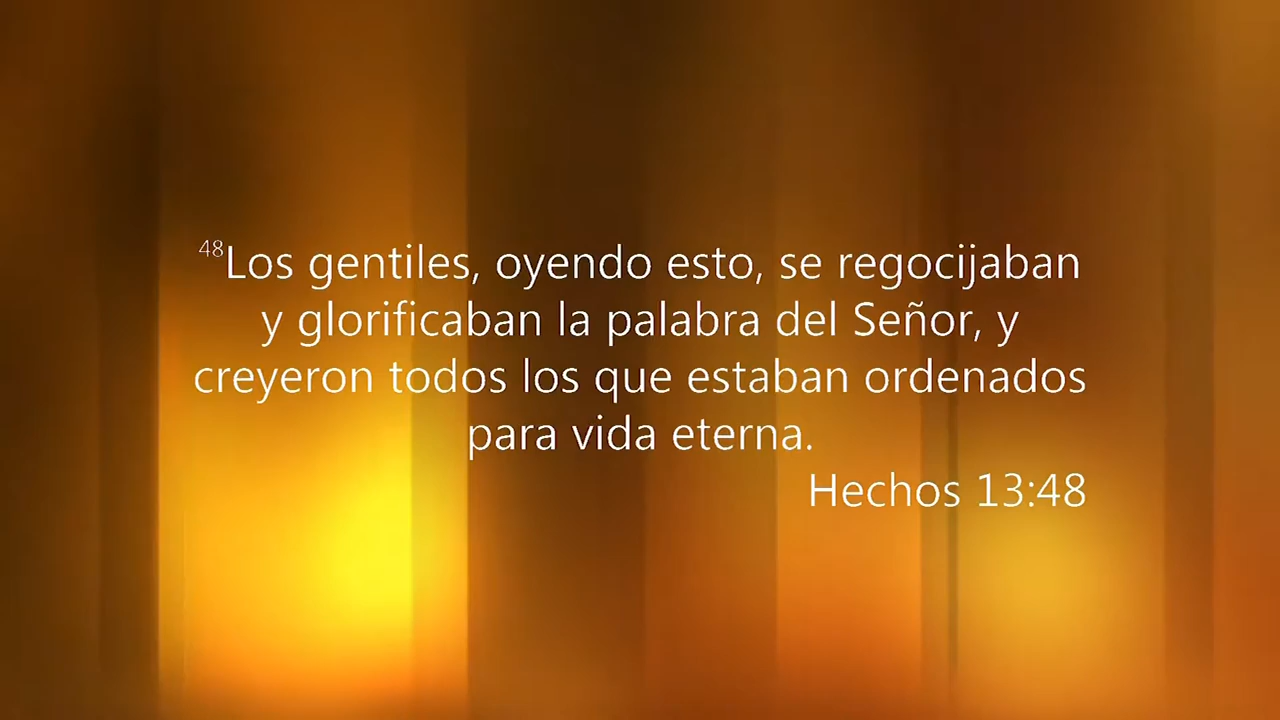 48Los gentiles, oyendo esto, se regocijaban
y glorificaban la palabra del Señor, y
creyeron todos los que estaban ordenados
para vida eterna.
Hechos 13:48